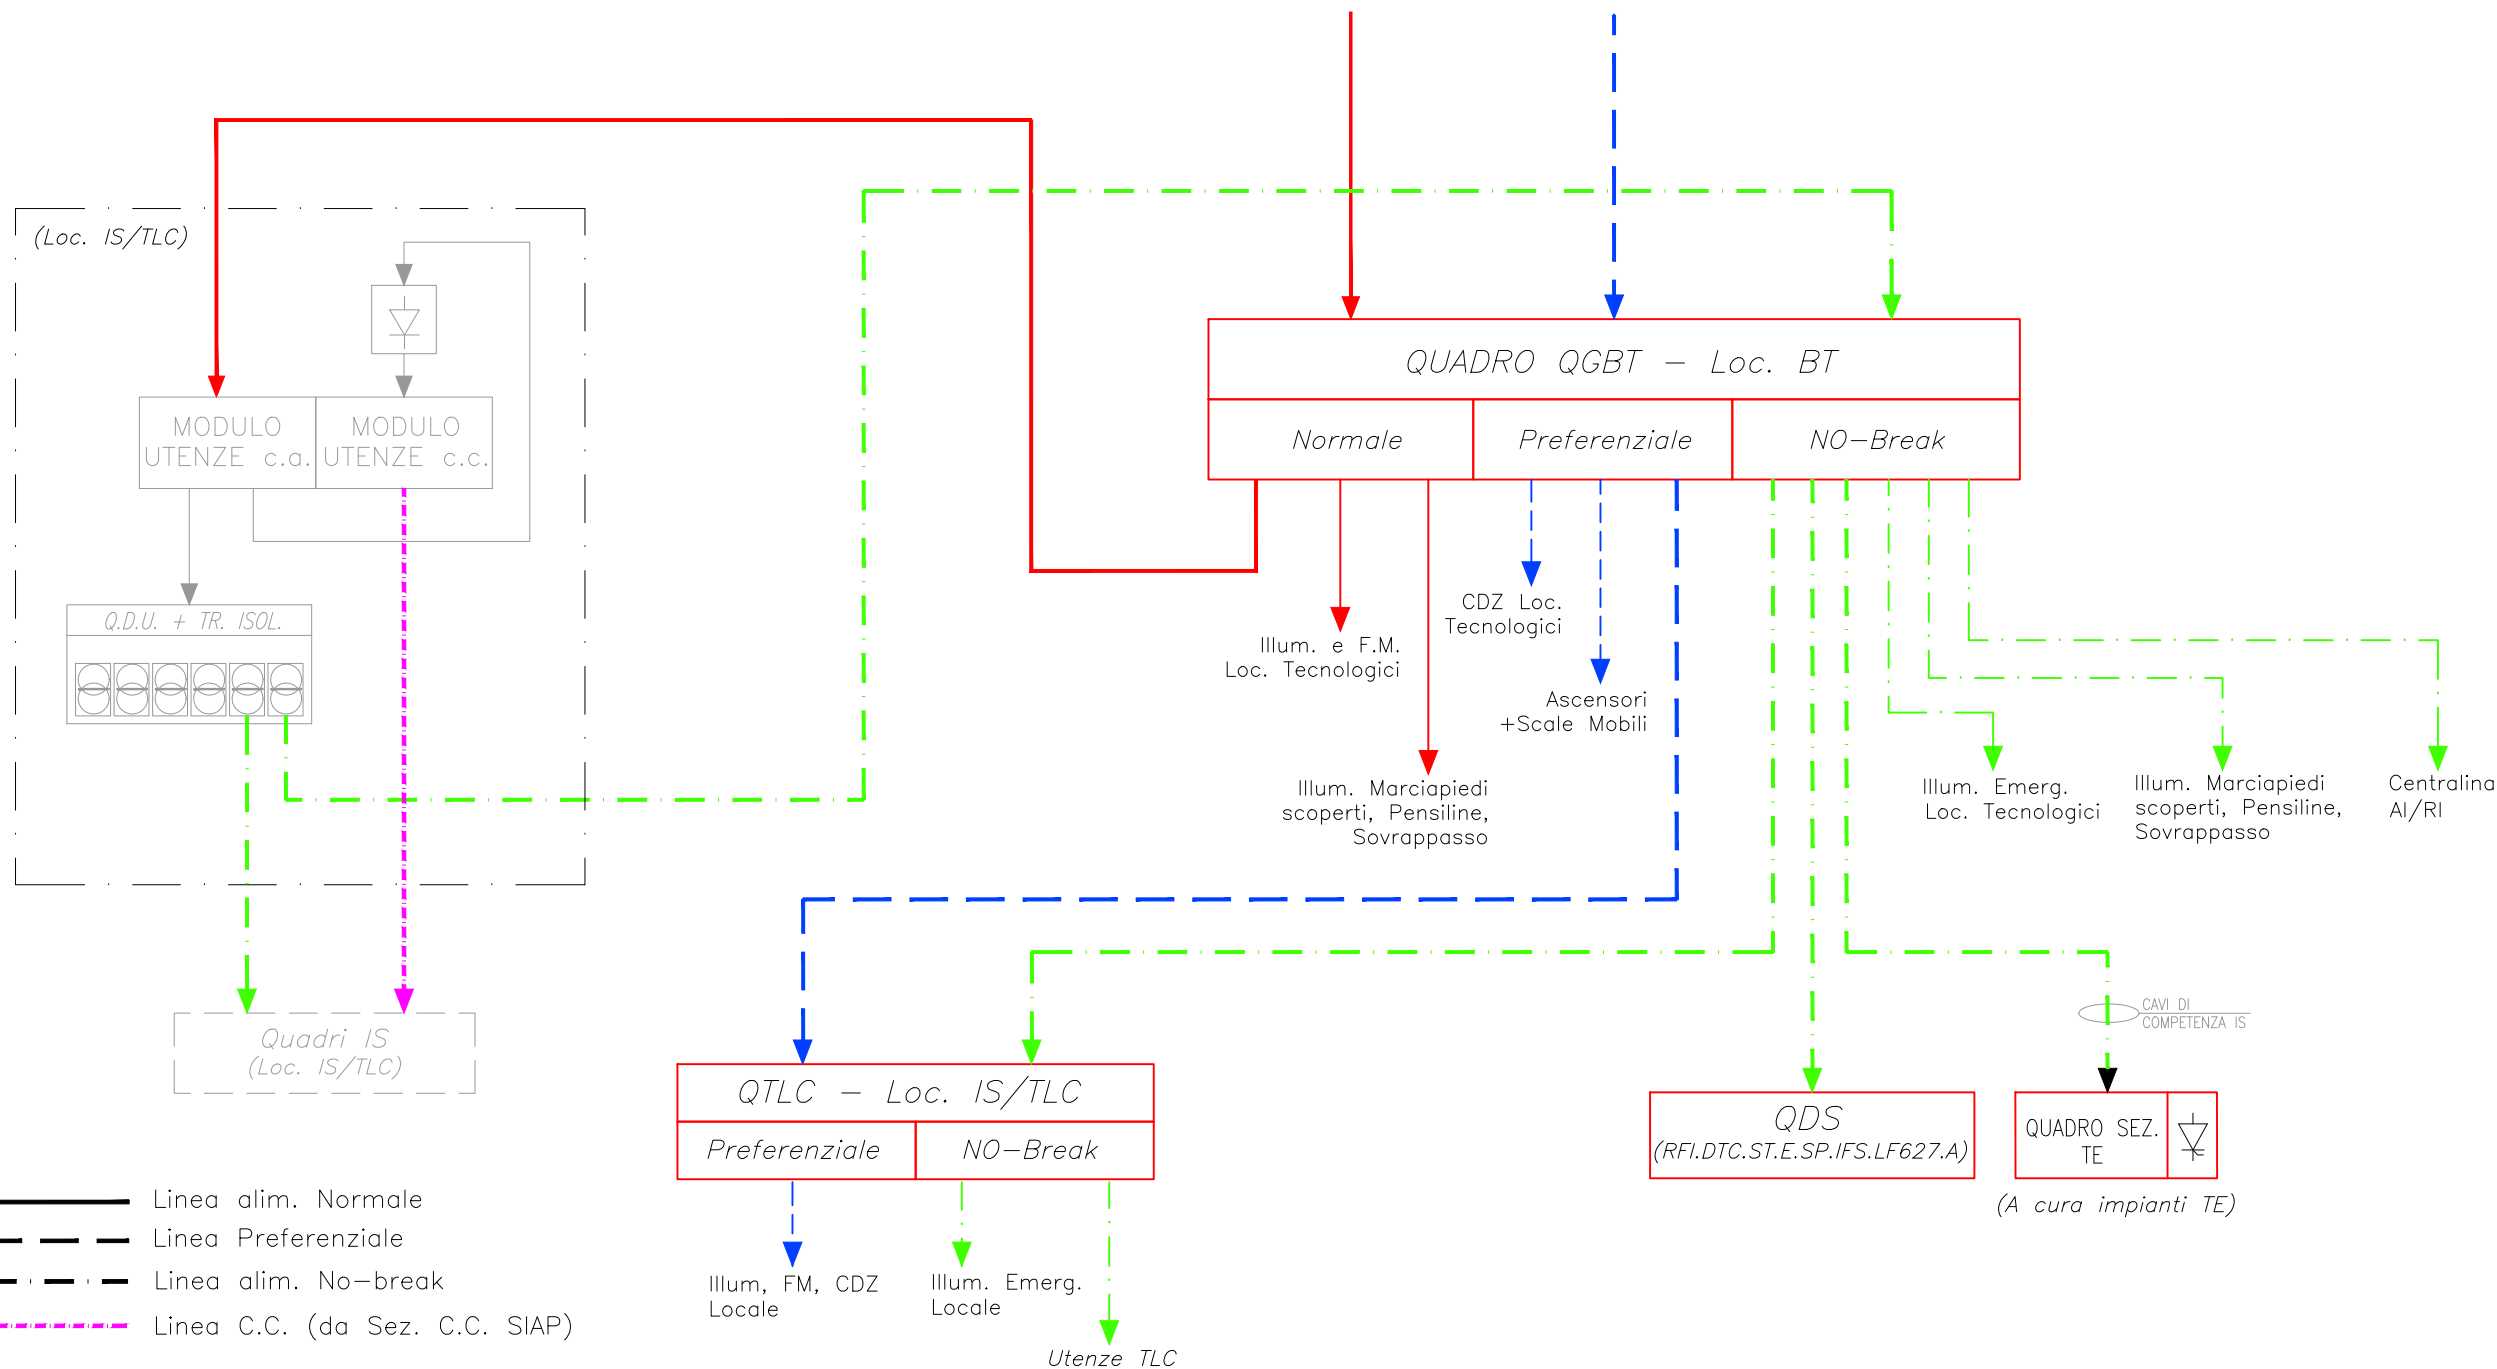 (Loc. IS/TLC)
MODULO
UTENZE c.a.
MODULO
UTENZE c.c.
Q.D.U. + TR. ISOL.
Quadri IS
(Loc. IS/TLC)
QUADRO QGBT - Loc. BT
Normale
Preferenziale
NO-Break
CDZ Loc.
Tecnologici
Illum. e F.M.
Loc. Tecnologici
Ascensori
+Scale Mobili
Illum. Marciapiedi
scoperti, Pensiline,
Sovrappasso
Illum. Emerg.
Loc. Tecnologici
Illum. Marciapiedi
scoperti, Pensiline,
Sovrappasso
Centralina
AI/RI
CAVI DI
COMPETENZA IS
QTLC - Loc. IS/TLC
Preferenziale
NO-Break
QDS
(RFI.DTC.ST.E.SP.IFS.LF627.A)
QUADRO SEZ.
TE
(A cura impianti TE)
Illum, FM, CDZ
Locale
Illum. Emerg.
Locale
Utenze TLC
Linea alim. Normale
Linea Preferenziale
Linea alim. No-break
Linea C.C. (da Sez. C.C. SIAP)